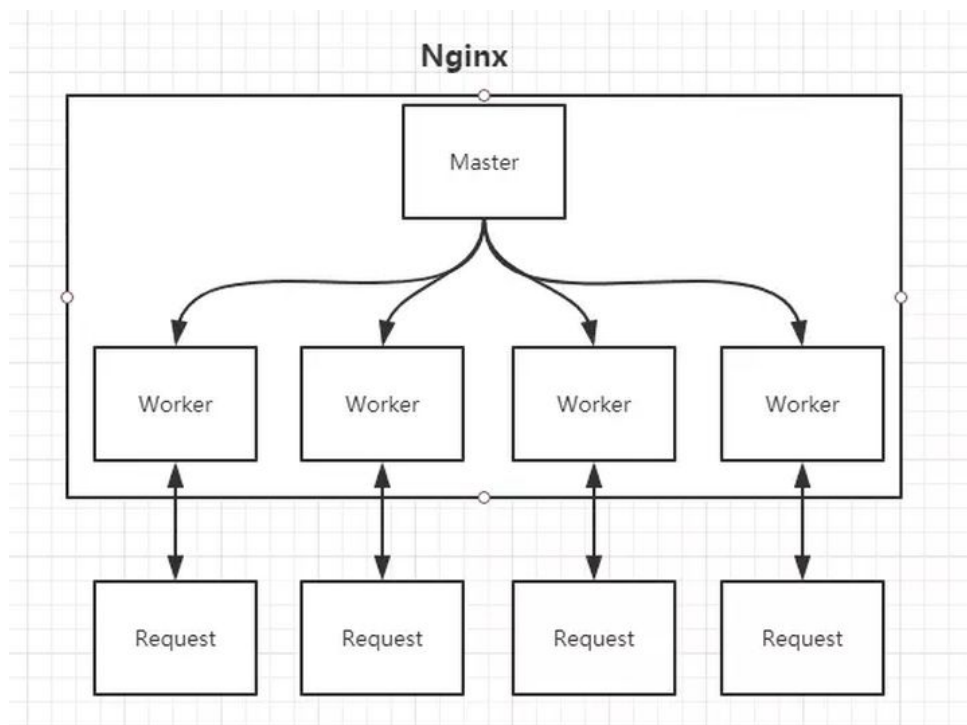 Nginx
Master
Worker
Worker
Worker
Worker
Request
Request
Request
Request